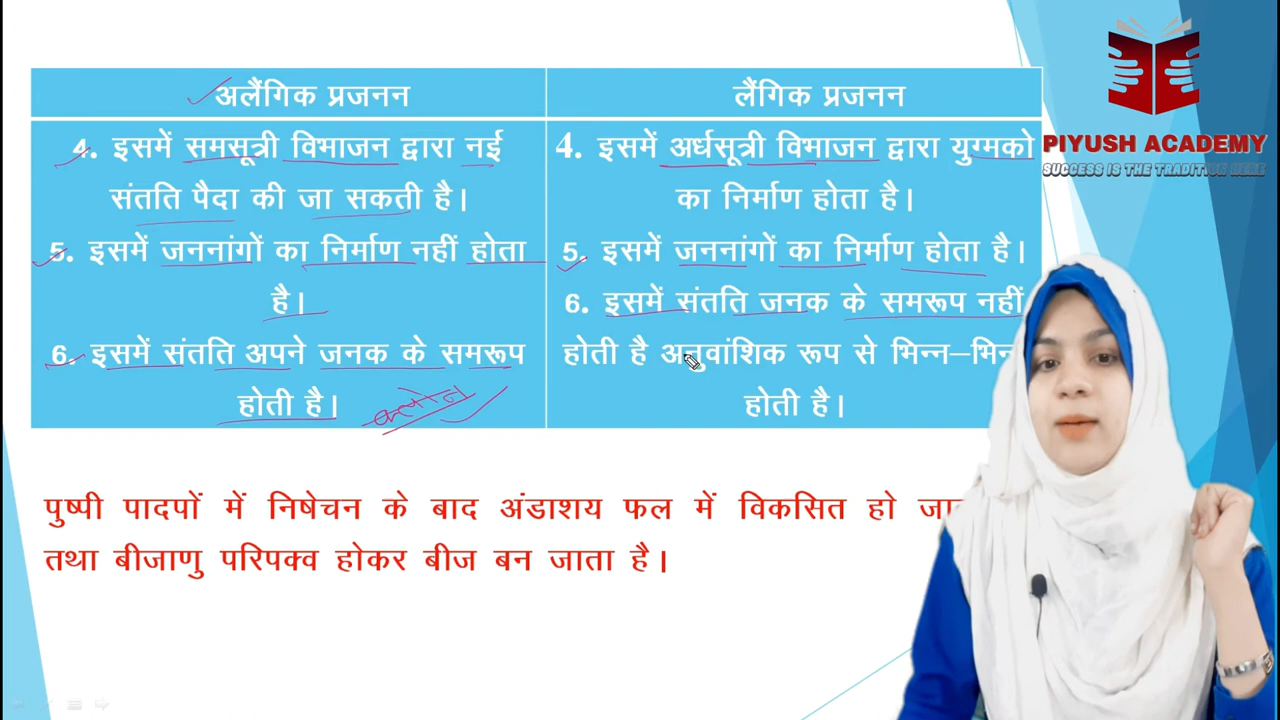 PIYUSH ACADEMY
SUCCESS IS THE TRADITION HERE
अलैंगिक प्रजनन
4. इसमें समसूत्री विभाजन द्वारा नई
संतति पैदा की जा सकती है।
5. इसमें जननांगों का निर्माण नहीं होता
है।
6. इसमें संतति अपने जनक के समरूप
होती है।
लैंगिक प्रजनन
4. इसमें अर्धसूत्री विभाजन द्वारा युग्मको
का निर्माण होता है।
5. इसमें जननांगों का निर्माण होता है।
6. इसमें संतति जनक के समरूप नहीं
होती है अनुवांशिक रूप से भिन्न–
होती है।
पुष्पी पादपों में निषेचन के बाद अंडाशय फल में विकसित हो
तथा बीजाणु परिपक्व होकर बीज बन जाता है।